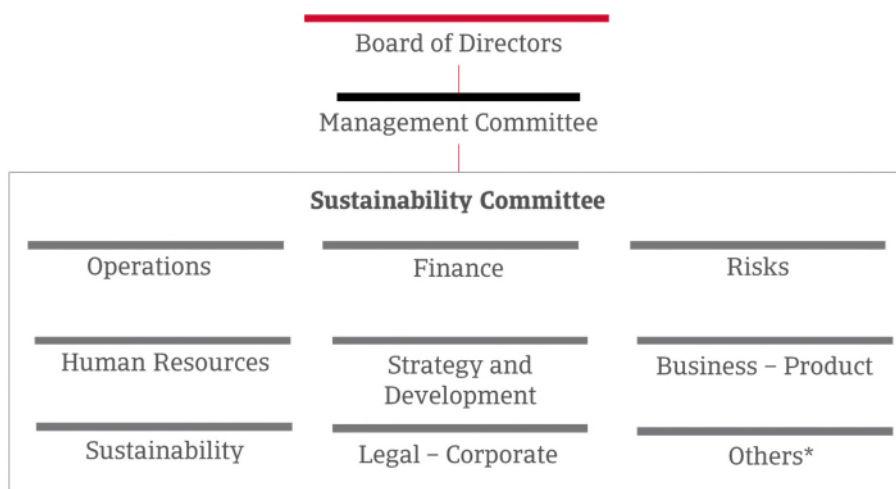 Board of Directors
Management Committee
Sustainability Committee
Operations
Finance
Risks
Human Resources
Strategy and
Development
Business – Product
Sustainability
Legal – Corporate
Others*